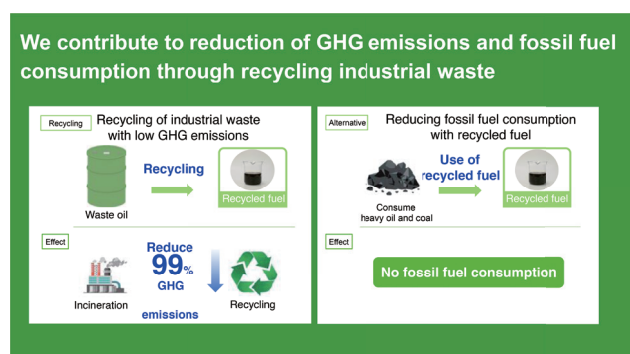 We contribute to reduction of GHG emissions and fossil fuel
consumption through recycling industrial waste
Recycling
Recycling of industrial waste
with low GHG emissions
Recycling
Waste oil
Recycled fuel
Effect
Incineration
Reduce
99%
GHG
emissions
Recycling
Alternative
Reducing fossil fuel consumption
with recycled fuel
Consume
heavy oil and coal
Use of
recycled fuel
Recycled fuel
Effect
No fossil fuel consumption